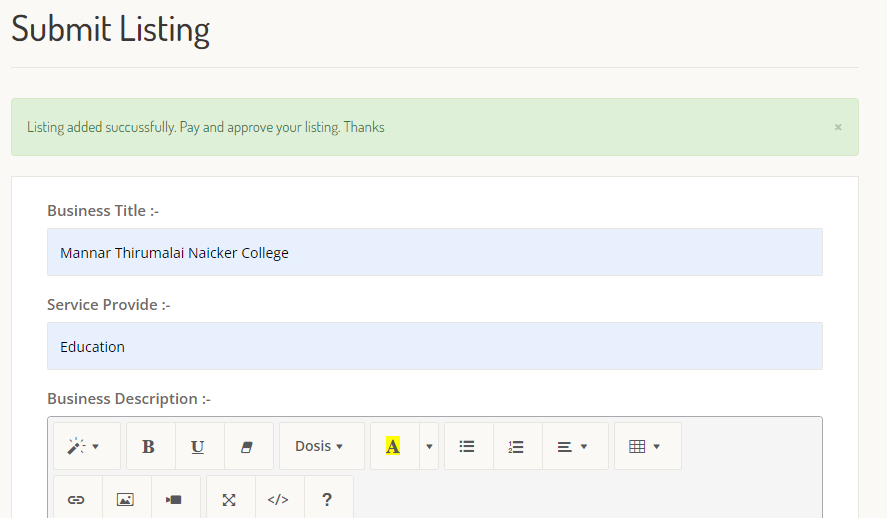 Submit Listing
Listing added succussfully. Pay and approve your listing. Thanks ×
Business Title :-
Mannar Thirumalai Naicker College
Service Provide :-
Education
Business Description :-
B U Dosis A
</> ?